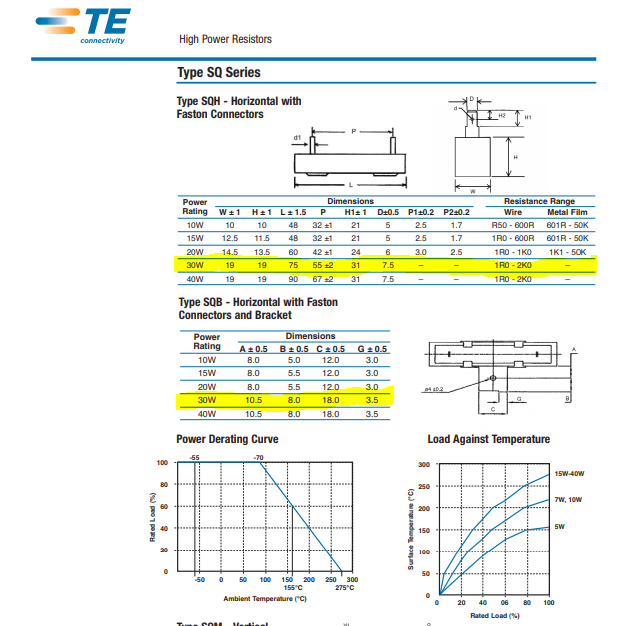 TE
connectivity
High Power Resistors
Type SQ Series
Type SQH - Horizontal with
Faston Connectors
D
d
H2
H1
P
d1
H
L
W
Power Dimensions Resistance Range
Rating W ± 1 H ± 1 L ± 1.5 P H1± 1 D±0.5 P1±0.2 P2±0.2 Wire Metal Film
10W 10 10 48 32 ±1 21 5 2.5 1.7 R50 - 600R 601R - 50K
15W 12.5 11.5 48 32 ±1 21 5 2.5 1.7 1R0 - 600R 601R - 50K
20W 14.5 13.5 60 42 ±1 24 6 3.0 2.5 1R0 - 1K0 1K1 - 50K
30W 19 19 75 55 ±2 31 7.5 – – 1R0 - 2K0 –
40W 19 19 90 67 ±2 31 7.5 – – 1R0 - 2K0 –
Type SQB - Horizontal with Faston
Connectors and Bracket
Power Dimensions
Rating A ± 0.5 B ± 0.5 C ± 0.5 G ± 0.5
10W 8.0 5.0 12.0 3.0
15W 8.0 5.5 12.0 3.0
20W 8.0 5.5 12.0 3.0
30W 10.5 8.0 18.0 3.5
40W 10.5 8.0 18.0 3.5
A
ø4 ±0.2
G
B
C
Power Derating Curve
-55 -70
100
80
60
40
20
0
Rated Load (%)
-50 0 50 100 150 200 250 300
155°C 275°C
Ambient Temperature (°C)
Load Against Temperature
300
250
200
150
100
50
0
Surface Temperature (°C)
15W-40W
7W, 10W
5W
0 20 40 60 80 100
Rated Load (%)
Type SQM - Vertical
W